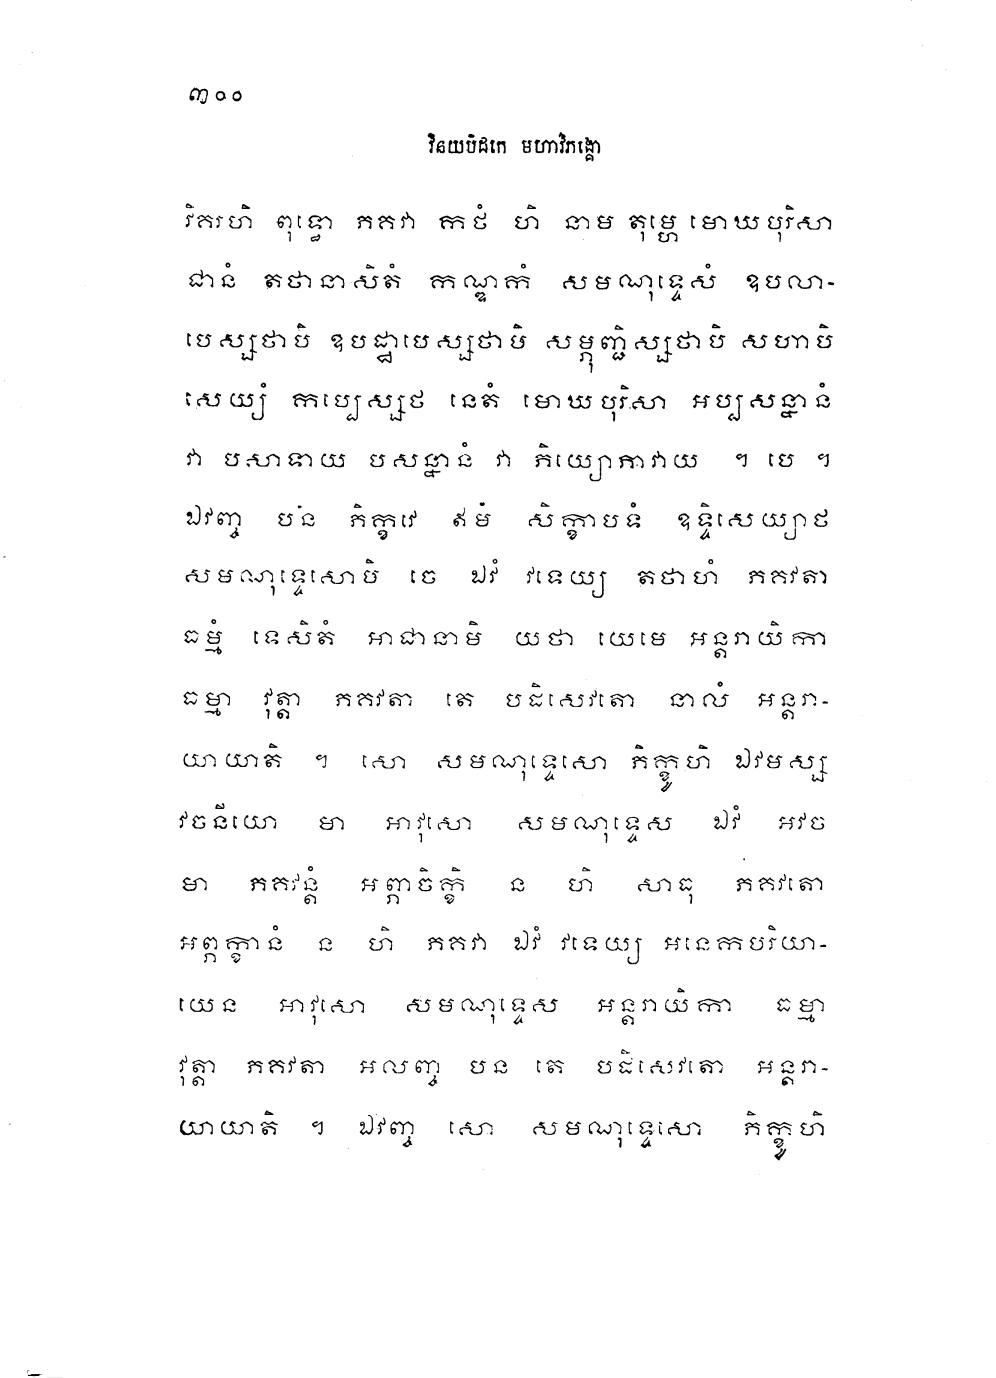 ៣០០
វិនយបិដកេ មហាវិភង្គោ
វិគរហិ ពុទ្ធោ ភគវា កថំ ហិ នាម តុម្ហេ មោឃបុរិសា
ជានំ តថានាសិតំ កណ្ឌកំ សមណុទ្ទេសំ ឧបលា-
បេស្សថាបិ ឧបដ្ឋាបេស្សថាបិ សម្ភុញ្ជិស្សថាបិ សហាបិ
សេយ្យំ កប្បេស្សថ នេតំ មោឃបុរិសា អប្បសន្នានំ
វា បសាទាយ បសន្នានំ វា ភិយ្យោភាវាយ ។ បេ ។
ឯវញ្ច បន ភិក្ខវេ ឥមំ សិក្ខាបទំ ឧទ្ទិសេយ្យាថ
សមណុទ្ទេសោបិ ចេ ឯវំ វទេយ្យ តថាហំ ភគវតា
ធម្មំ ទេសិតំ អាជានាមិ យថា យេមេ អន្តរាយិកា
ធម្មា វុត្តា ភគវតា តេ បដិសេវតោ នាលំ អន្តរា-
យាយាតិ ។ សោ សមណុទ្ទេសោ ភិក្ខូហិ ឯវមស្ស
វចនីយោ មា អាវុសោ សមណុទ្ទេស ឯវំ អវច
មា ភគវន្តំ អព្ភាចិក្ខិ ន ហិ សាធុ ភគវតោ
អព្ភក្ខានំ ន ហិ ភគវា ឯវំ វទេយ្យ អនេកបរិយា-
យេន អាវុសោ សមណុទ្ទេស អន្តរាយិកា ធម្មា
វុត្តា ភគវតា អលញ្ច បន តេ បដិសេវតោ អន្តរា-
យាយាតិ ។ ឯវញ្ច សោ សមណុទ្ទេសោ ភិក្ខូហិ